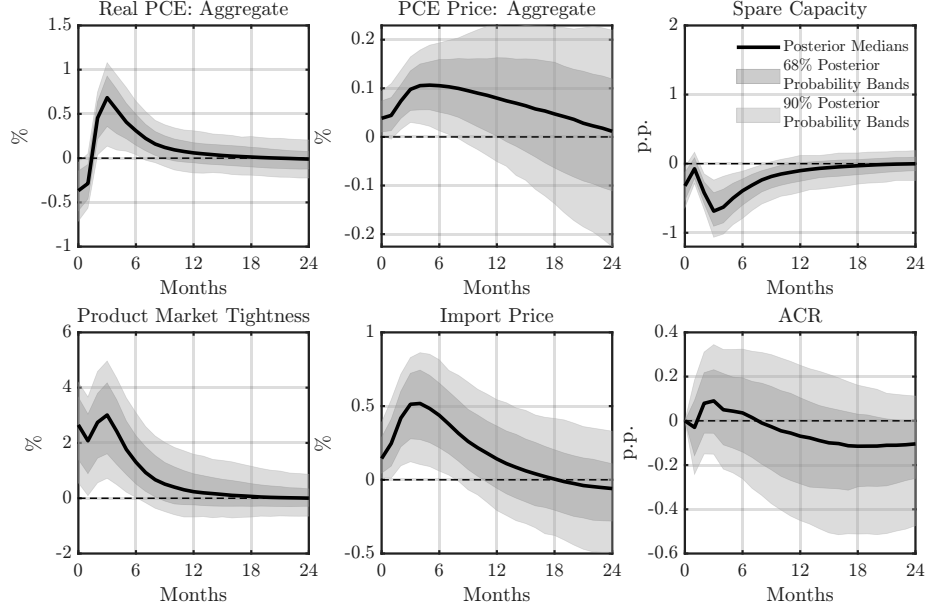 Real PCE: Aggregate
1.5
1
0.5
0
-0.5
-1
%
0 6 12 18 24
Months
PCE Price: Aggregate
0.2
0.1
0
-0.1
-0.2
%
0 6 12 18 24
Months
Spare Capacity
2
1
0
-1
p.p.
Posterior Medians
68% Posterior
Probability Bands
90% Posterior
Probability Bands
0 6 12 18 24
Months
Product Market Tightness
6
4
2
0
-2
%
0 6 12 18 24
Months
Import Price
1
0.5
0
-0.5
%
0 6 12 18 24
Months
ACR
0.4
0.2
0
-0.2
-0.4
-0.6
p.p.
0 6 12 18 24
Months